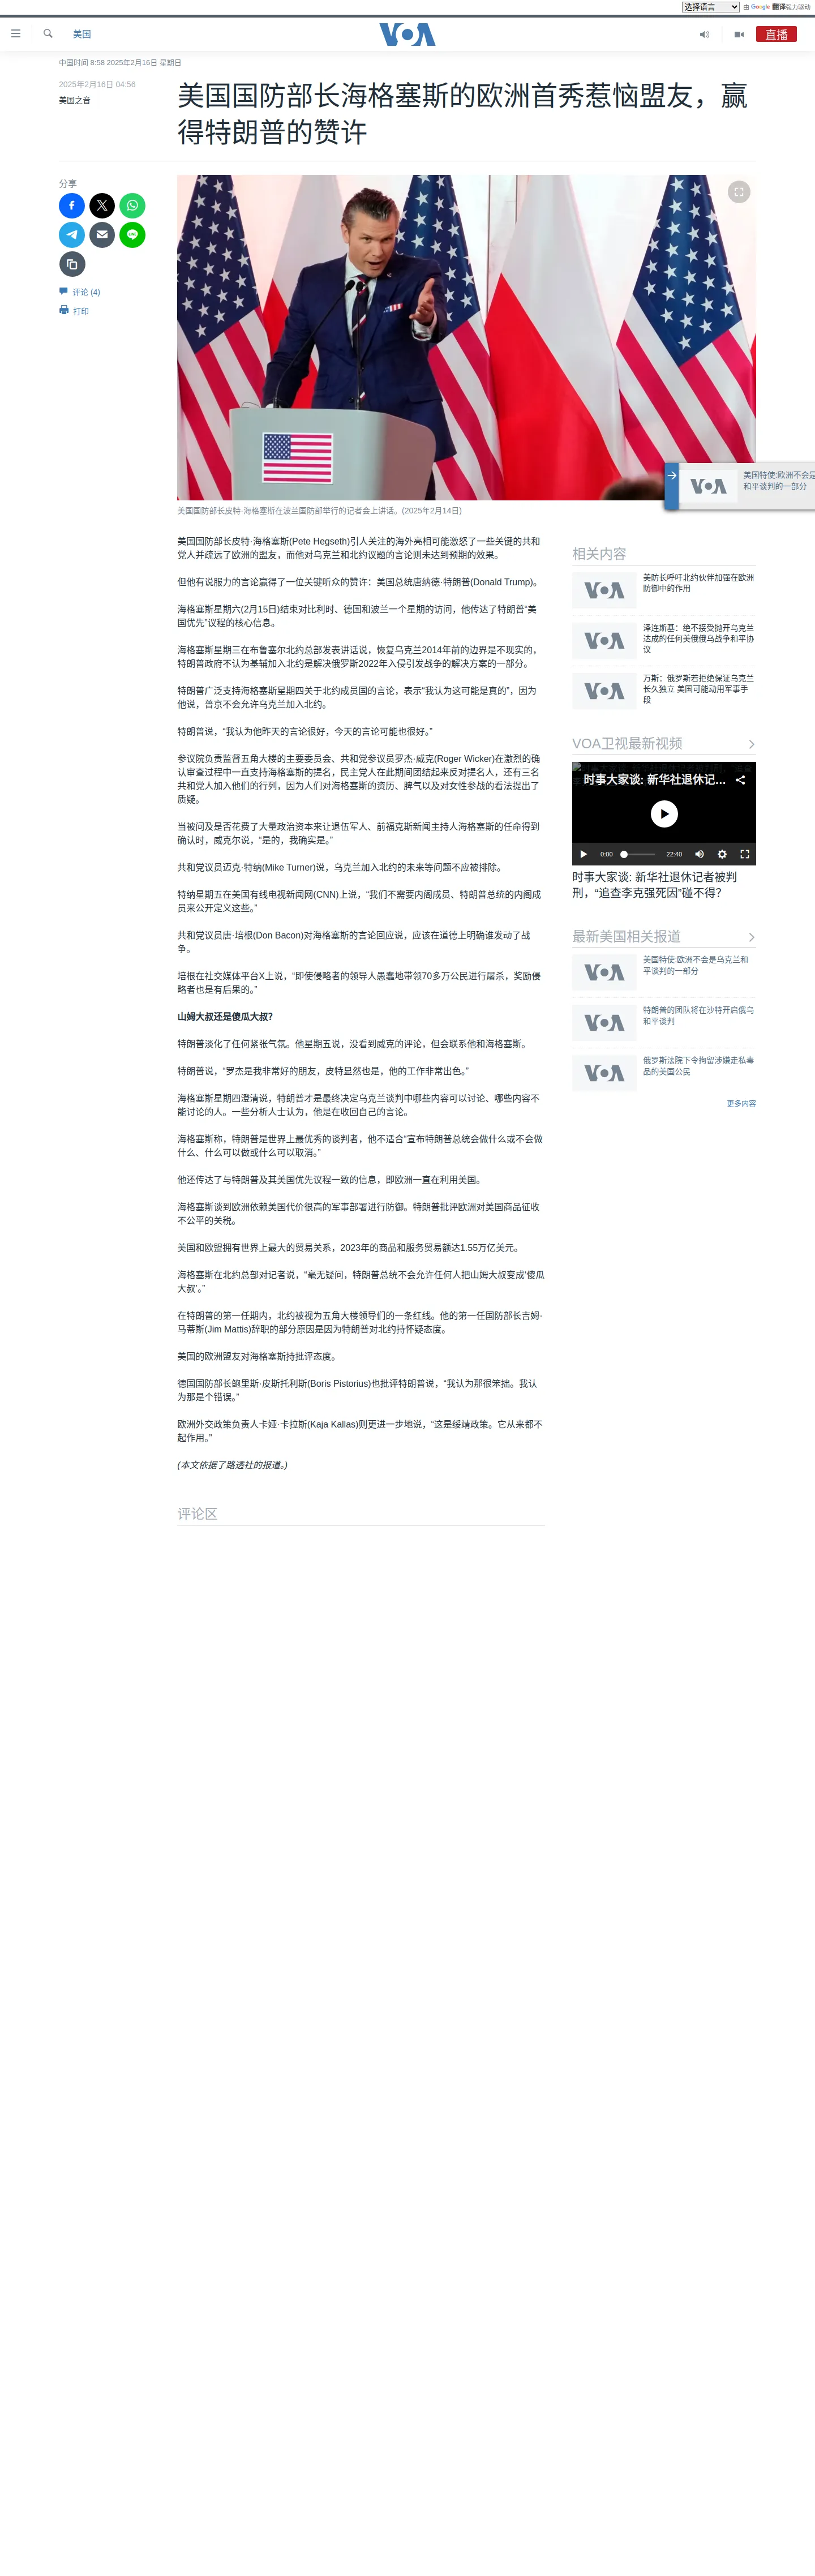 选择语言
由 Google 翻译强力驱动
美国
VOA
直播
中国时间 8:58 2025年2月16日 星期日
2025年2月16日 04:56
美国之音
美国国防部长海格塞斯的欧洲首秀惹恼盟友，赢
得特朗普的赞许
分享
LINE
评论 (4)
打印
美国国防部长皮特·海格塞斯在波兰国防部举行的记者会上讲话。(2025年2月14日)
VOA
美国特使:欧洲不会是
和平谈判的一部分
美国国防部长皮特·海格塞斯(Pete Hegseth)引人关注的海外亮相可能激怒了一些关键的共和
党人并疏远了欧洲的盟友，而他对乌克兰和北约议题的言论则未达到预期的效果。
但他有说服力的言论赢得了一位关键听众的赞许：美国总统唐纳德·特朗普(Donald Trump)。
海格塞斯星期六(2月15日)结束对比利时、德国和波兰一个星期的访问，他传达了特朗普“美
国优先”议程的核心信息。
海格塞斯星期三在布鲁塞尔北约总部发表讲话说，恢复乌克兰2014年前的边界是不现实的，
特朗普政府不认为基辅加入北约是解决俄罗斯2022年入侵引发战争的解决方案的一部分。
特朗普广泛支持海格塞斯星期四关于北约成员国的言论，表示“我认为这可能是真的”，因为
他说，普京不会允许乌克兰加入北约。
特朗普说，“我认为他昨天的言论很好，今天的言论可能也很好。”
参议院负责监督五角大楼的主要委员会、共和党参议员罗杰·威克(Roger Wicker)在激烈的确
认审查过程中一直支持海格塞斯的提名，民主党人在此期间团结起来反对提名人，还有三名
共和党人加入他们的行列，因为人们对海格塞斯的资历、脾气以及对女性参战的看法提出了
质疑。
当被问及是否花费了大量政治资本来让退伍军人、前福克斯新闻主持人海格塞斯的任命得到
确认时，威克尔说，“是的，我确实是。”
共和党议员迈克·特纳(Mike Turner)说，乌克兰加入北约的未来等问题不应被排除。
特纳星期五在美国有线电视新闻网(CNN)上说，“我们不需要内阁成员、特朗普总统的内阁成
员来公开定义这些。”
共和党议员唐·培根(Don Bacon)对海格塞斯的言论回应说，应该在道德上明确谁发动了战
争。
培根在社交媒体平台X上说，“即使侵略者的领导人愚蠢地带领70多万公民进行屠杀，奖励侵
略者也是有后果的。”
山姆大叔还是傻瓜大叔?
特朗普淡化了任何紧张气氛。他星期五说，没看到威克的评论，但会联系他和海格塞斯。
特朗普说，“罗杰是我非常好的朋友，皮特显然也是，他的工作非常出色。”
海格塞斯星期四澄清说，特朗普才是最终决定乌克兰谈判中哪些内容可以讨论、哪些内容不
能讨论的人。一些分析人士认为，他是在收回自己的言论。
海格塞斯称，特朗普是世界上最优秀的谈判者，他不适合“宣布特朗普总统会做什么或不会做
什么、什么可以做或什么可以取消。”
他还传达了与特朗普及其美国优先议程一致的信息，即欧洲一直在利用美国。
海格塞斯谈到欧洲依赖美国代价很高的军事部署进行防御。特朗普批评欧洲对美国商品征收
不公平的关税。
美国和欧盟拥有世界上最大的贸易关系，2023年的商品和服务贸易额达1.55万亿美元。
海格塞斯在北约总部对记者说，“毫无疑问，特朗普总统不会允许任何人把山姆大叔变成‘傻瓜
大叔’。”
在特朗普的第一任期内，北约被视为五角大楼领导们的一条红线。他的第一任国防部长吉姆·
马蒂斯(Jim Mattis)辞职的部分原因是因为特朗普对北约持怀疑态度。
美国的欧洲盟友对海格塞斯持批评态度。
德国国防部长鲍里斯·皮斯托利斯(Boris Pistorius)也批评特朗普说，“我认为那很笨拙。我认
为那是个错误。”
欧洲外交政策负责人卡娅·卡拉斯(Kaja Kallas)则更进一步地说，“这是绥靖政策。它从来都不
起作用。”
(本文依据了路透社的报道。)
评论区
相关内容
VOA
美防长呼吁北约伙伴加强在欧洲
防御中的作用
VOA
泽连斯基：绝不接受抛开乌克兰
达成的任何美俄俄乌战争和平协
议
VOA
万斯：俄罗斯若拒绝保证乌克兰
长久独立 美国可能动用军事手
段
VOA卫视最新视频
时事大家谈: 新华社退休记…
0:00
22:40
时事大家谈: 新华社退休记者被判
刑，“追查李克强死因”碰不得?
最新美国相关报道
VOA
美国特使:欧洲不会是乌克兰和
平谈判的一部分
VOA
特朗普的团队将在沙特开启俄乌
和平谈判
VOA
俄罗斯法院下令拘留涉嫌走私毒
品的美国公民
更多内容